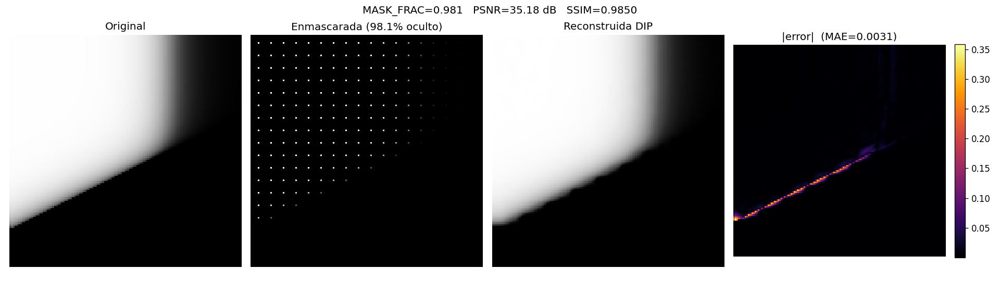 MASK_FRAC=0.981   PSNR=35.18 dB   SSIM=0.9850
Original
Enmascarada (98.1% oculto)
Reconstruida DIP
|error|  (MAE=0.0031)
0.35
0.30
0.25
0.20
0.15
0.10
0.05